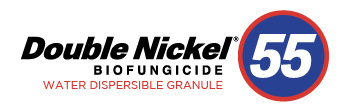 Double Nickel® 55
BIOFUNGICIDE
WATER DISPERSIBLE GRANULE